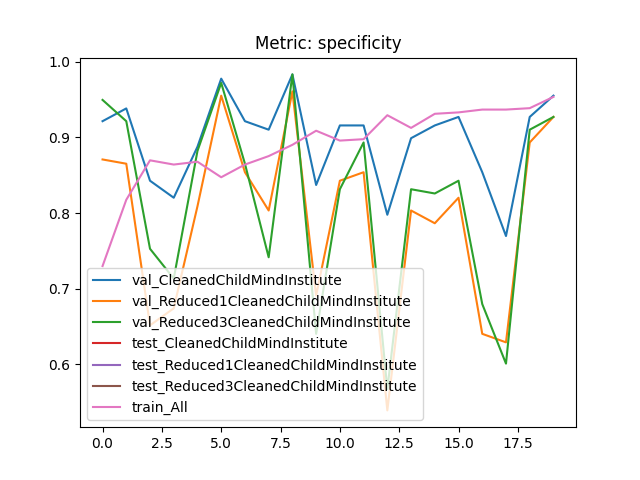 Metric: specificity
1.0
0.9
0.8
0.7
0.6
val_CleanedChildMindInstitute
val_Reduced1CleanedChildMindInstitute
val_Reduced3CleanedChildMindInstitute
test_CleanedChildMindInstitute
test_Reduced1CleanedChildMindInstitute
test_Reduced3CleanedChildMindInstitute
train_All
0.0 2.5 5.0 7.5 10.0 12.5 15.0 17.5